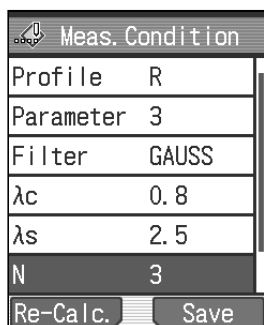 Meas. Condition
Profile R
Parameter 3
Filter GAUSS
λc 0.8
λs 2.5
N 3
Re-Calc. Save